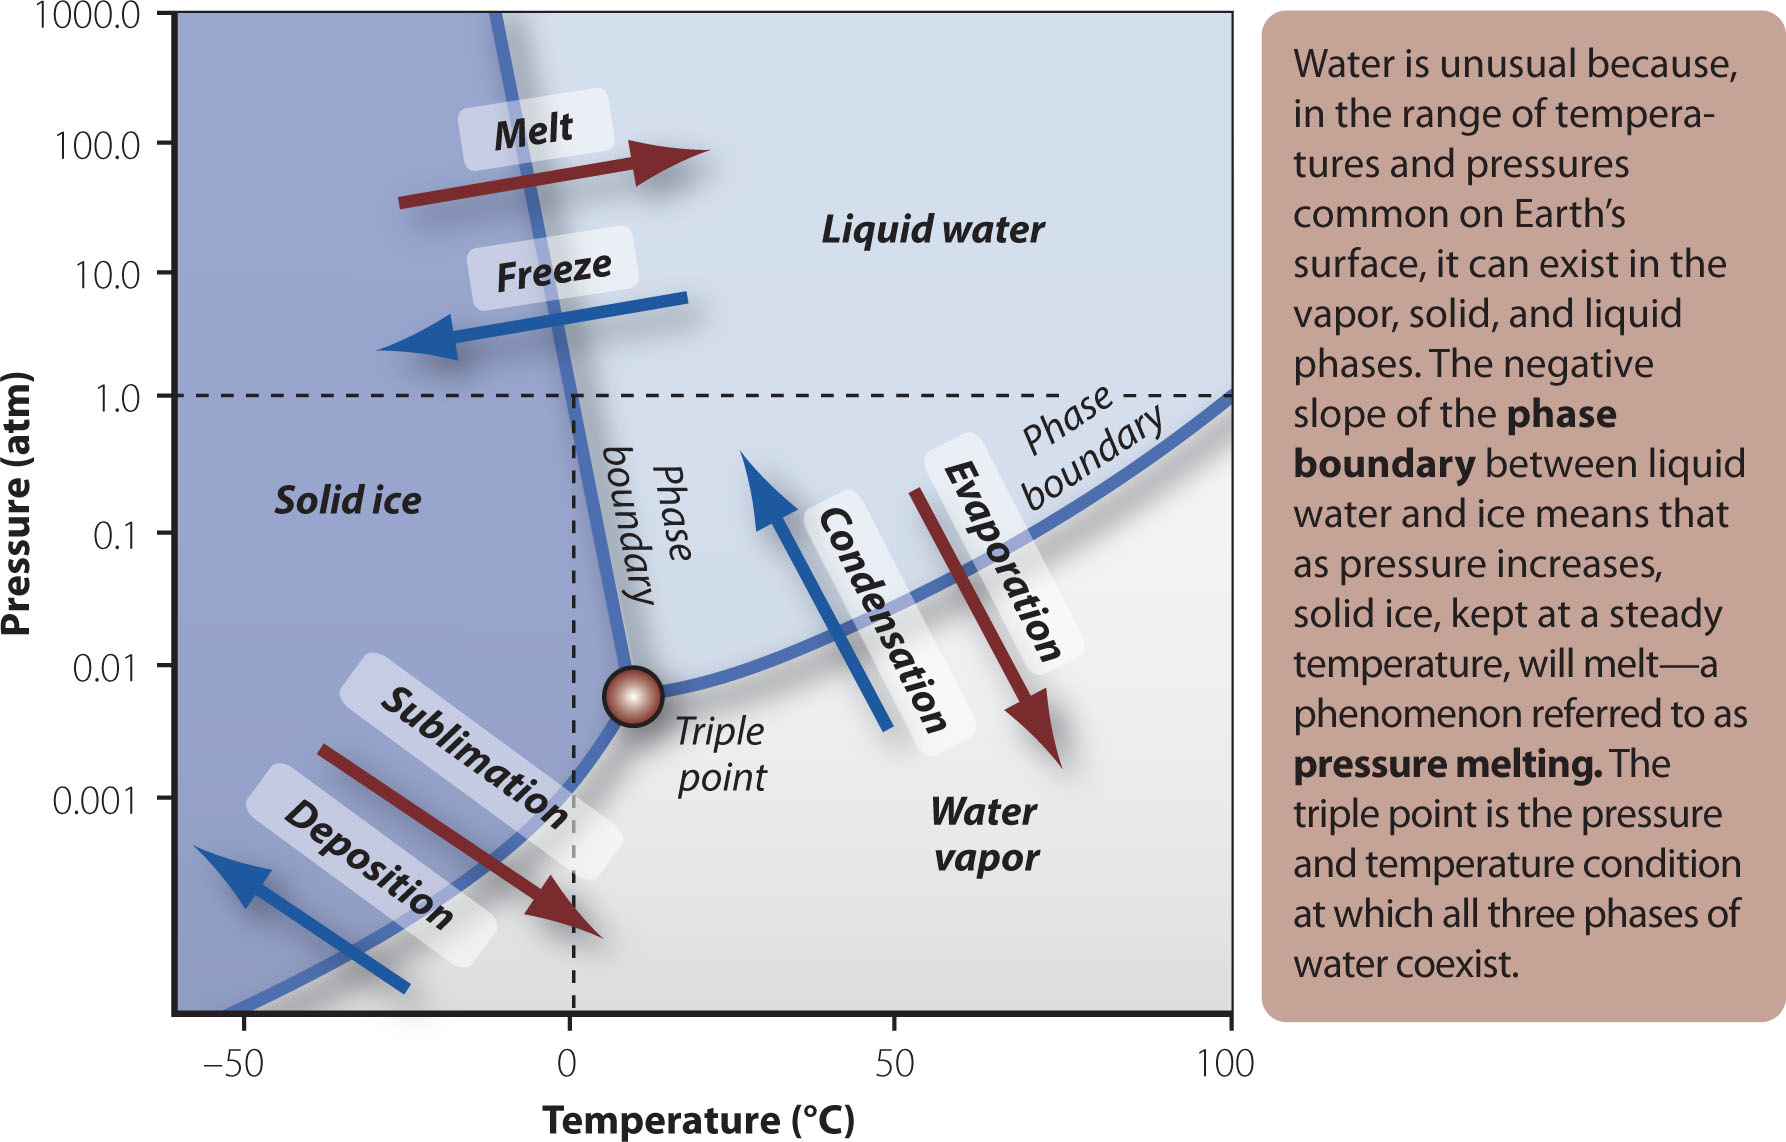 1000.0
100.0
10.0
1.0
0.1
0.01
0.001
Pressure (atm)
Melt
Freeze
Liquid water
Solid ice
Phase
boundary
Phase
boundary
Condensation
Evaporation
Sublimation
Deposition
Triple
point
Water
vapor
–50
0
50
100
Temperature (°C)
Water is unusual because,
in the range of tempera-
tures and pressures
common on Earth’s
surface, it can exist in the
vapor, solid, and liquid
phases. The negative
slope of the phase
boundary between liquid
water and ice means that
as pressure increases,
solid ice, kept at a steady
temperature, will melt—a
phenomenon referred to as
pressure melting. The
triple point is the pressure
and temperature condition
at which all three phases of
water coexist.